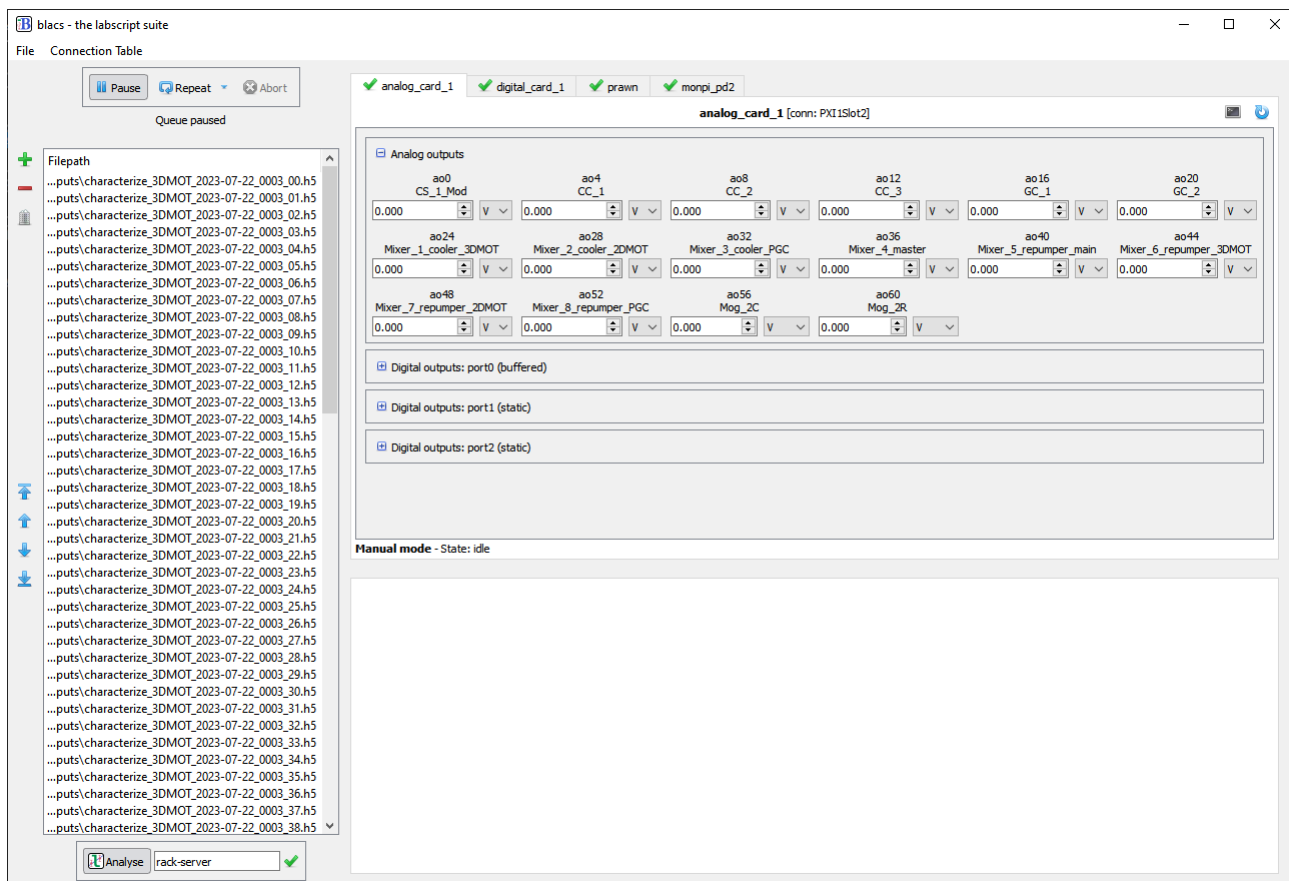 blacs - the labscript suite
File Connection Table
Pause Repeat Abort
Queue paused
Filepath
...puts\characterize_3DMOT_2023-07-22_0003_00.h5
...puts\characterize_3DMOT_2023-07-22_0003_01.h5
...puts\characterize_3DMOT_2023-07-22_0003_02.h5
...puts\characterize_3DMOT_2023-07-22_0003_03.h5
...puts\characterize_3DMOT_2023-07-22_0003_04.h5
...puts\characterize_3DMOT_2023-07-22_0003_05.h5
...puts\characterize_3DMOT_2023-07-22_0003_06.h5
...puts\characterize_3DMOT_2023-07-22_0003_07.h5
...puts\characterize_3DMOT_2023-07-22_0003_08.h5
...puts\characterize_3DMOT_2023-07-22_0003_09.h5
...puts\characterize_3DMOT_2023-07-22_0003_10.h5
...puts\characterize_3DMOT_2023-07-22_0003_11.h5
...puts\characterize_3DMOT_2023-07-22_0003_12.h5
...puts\characterize_3DMOT_2023-07-22_0003_13.h5
...puts\characterize_3DMOT_2023-07-22_0003_14.h5
...puts\characterize_3DMOT_2023-07-22_0003_15.h5
...puts\characterize_3DMOT_2023-07-22_0003_16.h5
...puts\characterize_3DMOT_2023-07-22_0003_17.h5
...puts\characterize_3DMOT_2023-07-22_0003_18.h5
...puts\characterize_3DMOT_2023-07-22_0003_19.h5
...puts\characterize_3DMOT_2023-07-22_0003_20.h5
...puts\characterize_3DMOT_2023-07-22_0003_21.h5
...puts\characterize_3DMOT_2023-07-22_0003_22.h5
...puts\characterize_3DMOT_2023-07-22_0003_23.h5
...puts\characterize_3DMOT_2023-07-22_0003_24.h5
...puts\characterize_3DMOT_2023-07-22_0003_25.h5
...puts\characterize_3DMOT_2023-07-22_0003_26.h5
...puts\characterize_3DMOT_2023-07-22_0003_27.h5
...puts\characterize_3DMOT_2023-07-22_0003_28.h5
...puts\characterize_3DMOT_2023-07-22_0003_29.h5
...puts\characterize_3DMOT_2023-07-22_0003_30.h5
...puts\characterize_3DMOT_2023-07-22_0003_31.h5
...puts\characterize_3DMOT_2023-07-22_0003_32.h5
...puts\characterize_3DMOT_2023-07-22_0003_33.h5
...puts\characterize_3DMOT_2023-07-22_0003_34.h5
...puts\characterize_3DMOT_2023-07-22_0003_35.h5
...puts\characterize_3DMOT_2023-07-22_0003_36.h5
...puts\characterize_3DMOT_2023-07-22_0003_37.h5
...puts\characterize_3DMOT_2023-07-22_0003_38.h5
Analyse rack-server
analog_card_1 digital_card_1 prawn monpi_pd2
analog_card_1 [conn: PXI1Slot2]
Analog outputs
ao0 ao4 ao8 ao12 ao16 ao20
CS_1_Mod CC_1 CC_2 CC_3 GC_1 GC_2
0.000 V 0.000 V 0.000 V 0.000 V 0.000 V 0.000 V
ao24 ao28 ao32 ao36 ao40 ao44
Mixer_1_cooler_3DMOT Mixer_2_cooler_2DMOT Mixer_3_cooler_PGC Mixer_4_master Mixer_5_repumper_main Mixer_6_repumper_3DMOT
0.000 V 0.000 V 0.000 V 0.000 V 0.000 V 0.000 V
ao48 ao52 ao56 ao60
Mixer_7_repumper_2DMOT Mixer_8_repumper_PGC Mog_2C Mog_2R
0.000 V 0.000 V 0.000 V 0.000 V
Digital outputs: port0 (buffered)
Digital outputs: port1 (static)
Digital outputs: port2 (static)
Manual mode - State: idle